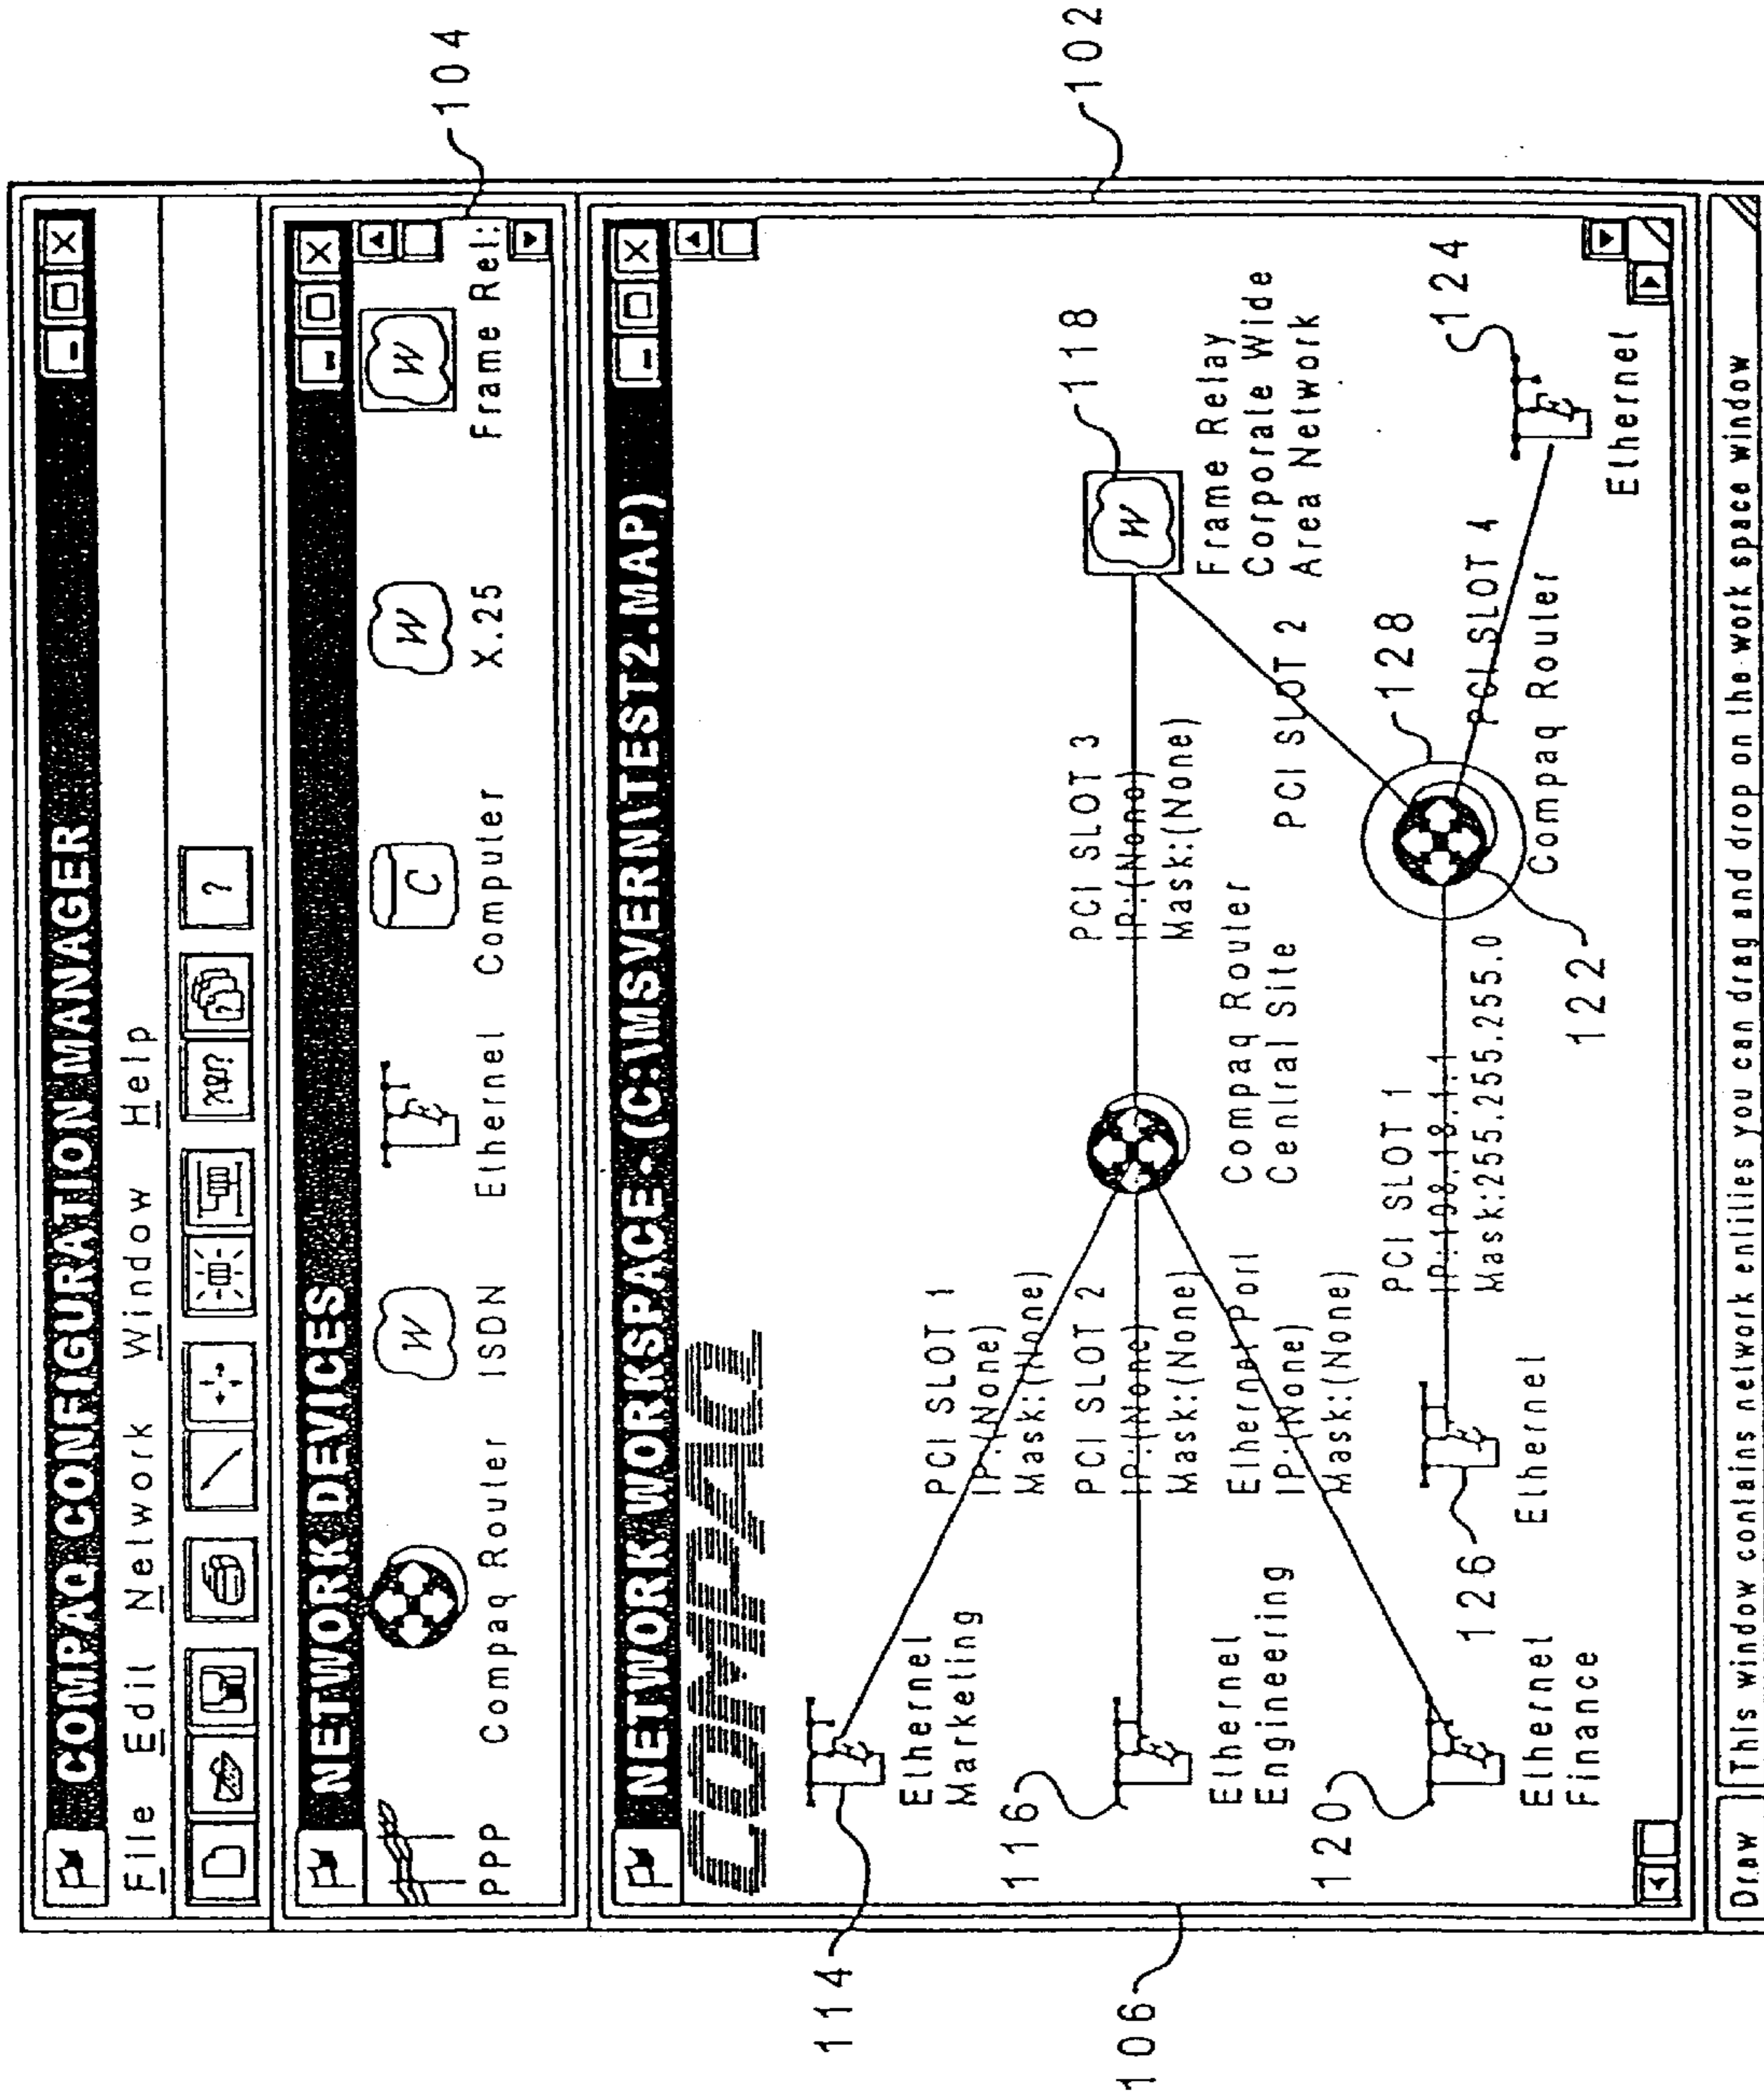 COMPAQ CONFIGURATION MANAGER
File Edit Network Window Help
?
NETWORK DEVICES
W W C W
PPP Compaq Router ISDN Ethernet Computer X.25 Frame Rel:
104
NETWORK WORKSPACE - (C:\MSVERN\TEST2.MAP)
COMPAQ
102
114
Ethernet
Marketing
PCI SLOT 1
IP:(None)
Mask:(None)
116
Ethernet
Engineering
PCI SLOT 2
IP:(None)
Mask:(None)
120
Ethernet
Finance
Ethernet Port
IP:(None)
Mask:(None)
Compaq Router
Central Site
PCI SLOT 3
IP:(None)
Mask:(None)
W
118
Frame Relay
Corporate Wide
Area Network
PCI SLOT 2
128
PCI SLOT 4
124
Ethernet
Compaq Router
122
PCI SLOT 1
IP:198.18.1.1
Mask:255.255.255.0
126
Ethernet
106
Draw This window contains network entities you can drag and drop on the work space window